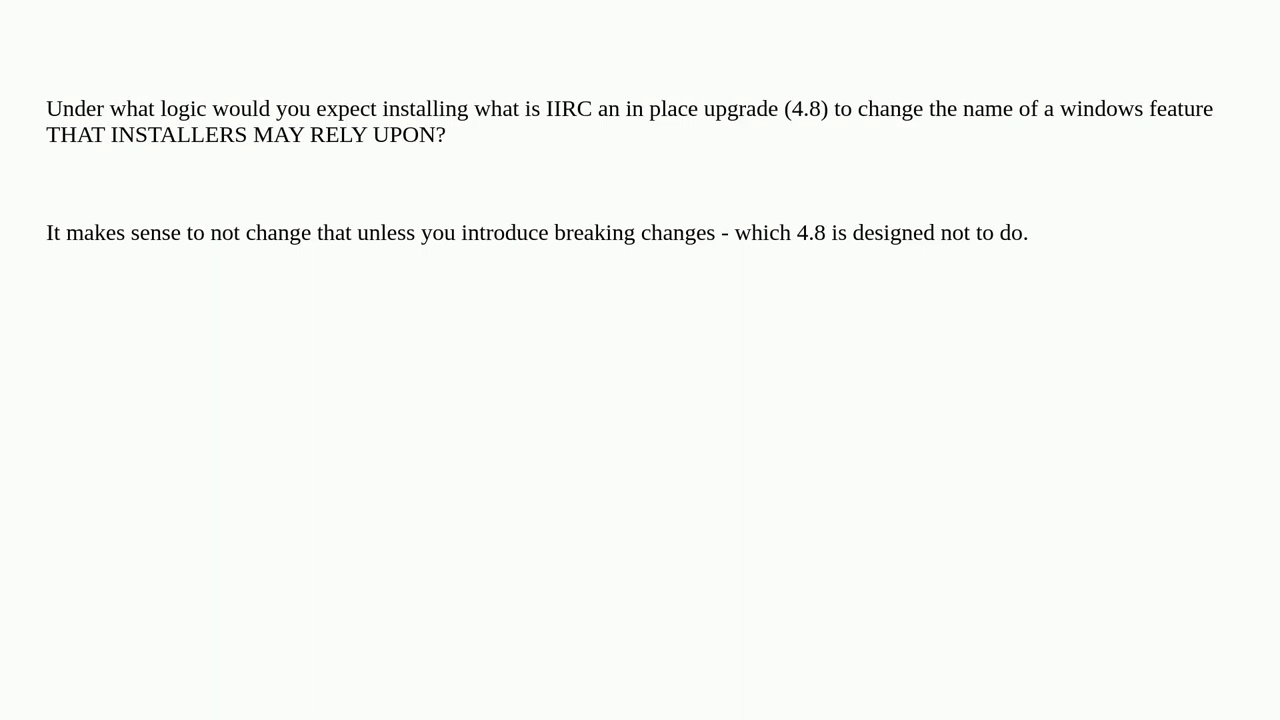 Under what logic would you expect installing what is IIRC an in place upgrade (4.8) to change the name of a windows feature
THAT INSTALLERS MAY RELY UPON?
It makes sense to not change that unless you introduce breaking changes - which 4.8 is designed not to do.